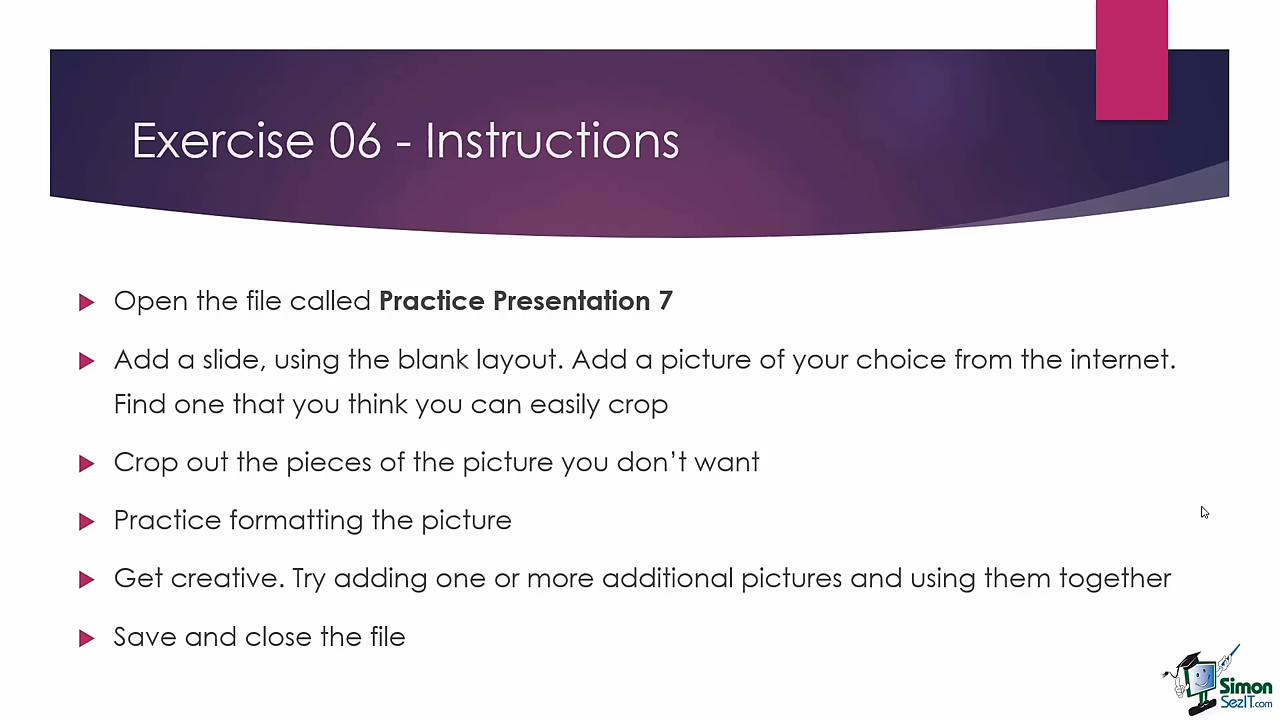 Exercise 06 - Instructions
Open the file called Practice Presentation 7
Add a slide, using the blank layout. Add a picture of your choice from the internet.
Find one that you think you can easily crop
Crop out the pieces of the picture you don’t want
Practice formatting the picture
Get creative. Try adding one or more additional pictures and using them together
Save and close the file
Simon
SezIT.com